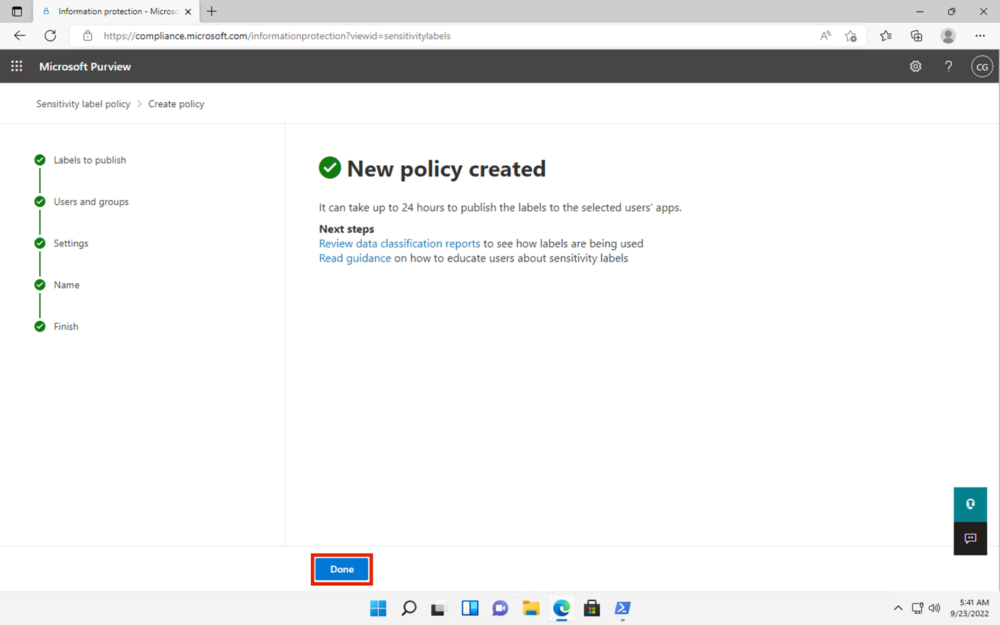 Information protection - Microsc
https://compliance.microsoft.com/informationprotection?viewid=sensitivitylabels
Microsoft Purview
CG
Sensitivity label policy > Create policy
Labels to publish
Users and groups
Settings
Name
Finish
New policy created
It can take up to 24 hours to publish the labels to the selected users' apps.
Next steps
Review data classification reports to see how labels are being used
Read guidance on how to educate users about sensitivity labels
Done
5:41 AM
9/23/2022